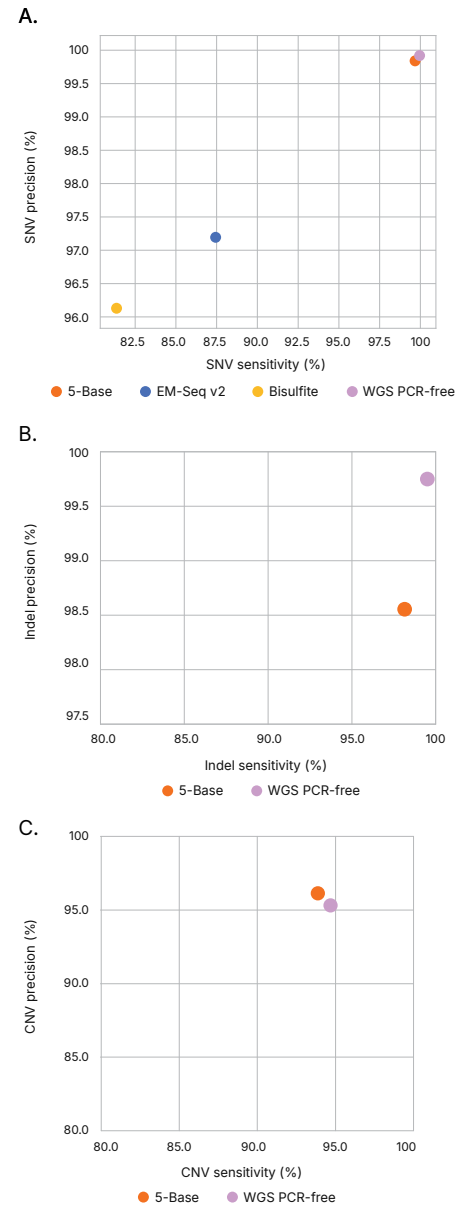 A.
100
99.5
99.0
98.5
98.0
97.5
97.0
96.5
96.0
SNV precision (%)
82.5 85.0 87.5 90.0 92.5 95.0 97.5 100
SNV sensitivity (%)
5-Base EM-Seq v2 Bisulfite WGS PCR-free
B.
100
99.5
99.0
98.5
98.0
97.5
Indel precision (%)
80.0 85.0 90.0 95.0 100
Indel sensitivity (%)
5-Base WGS PCR-free
C.
100
95.0
90.0
85.0
80.0
CNV precision (%)
80.0 85.0 90.0 95.0 100
CNV sensitivity (%)
5-Base WGS PCR-free